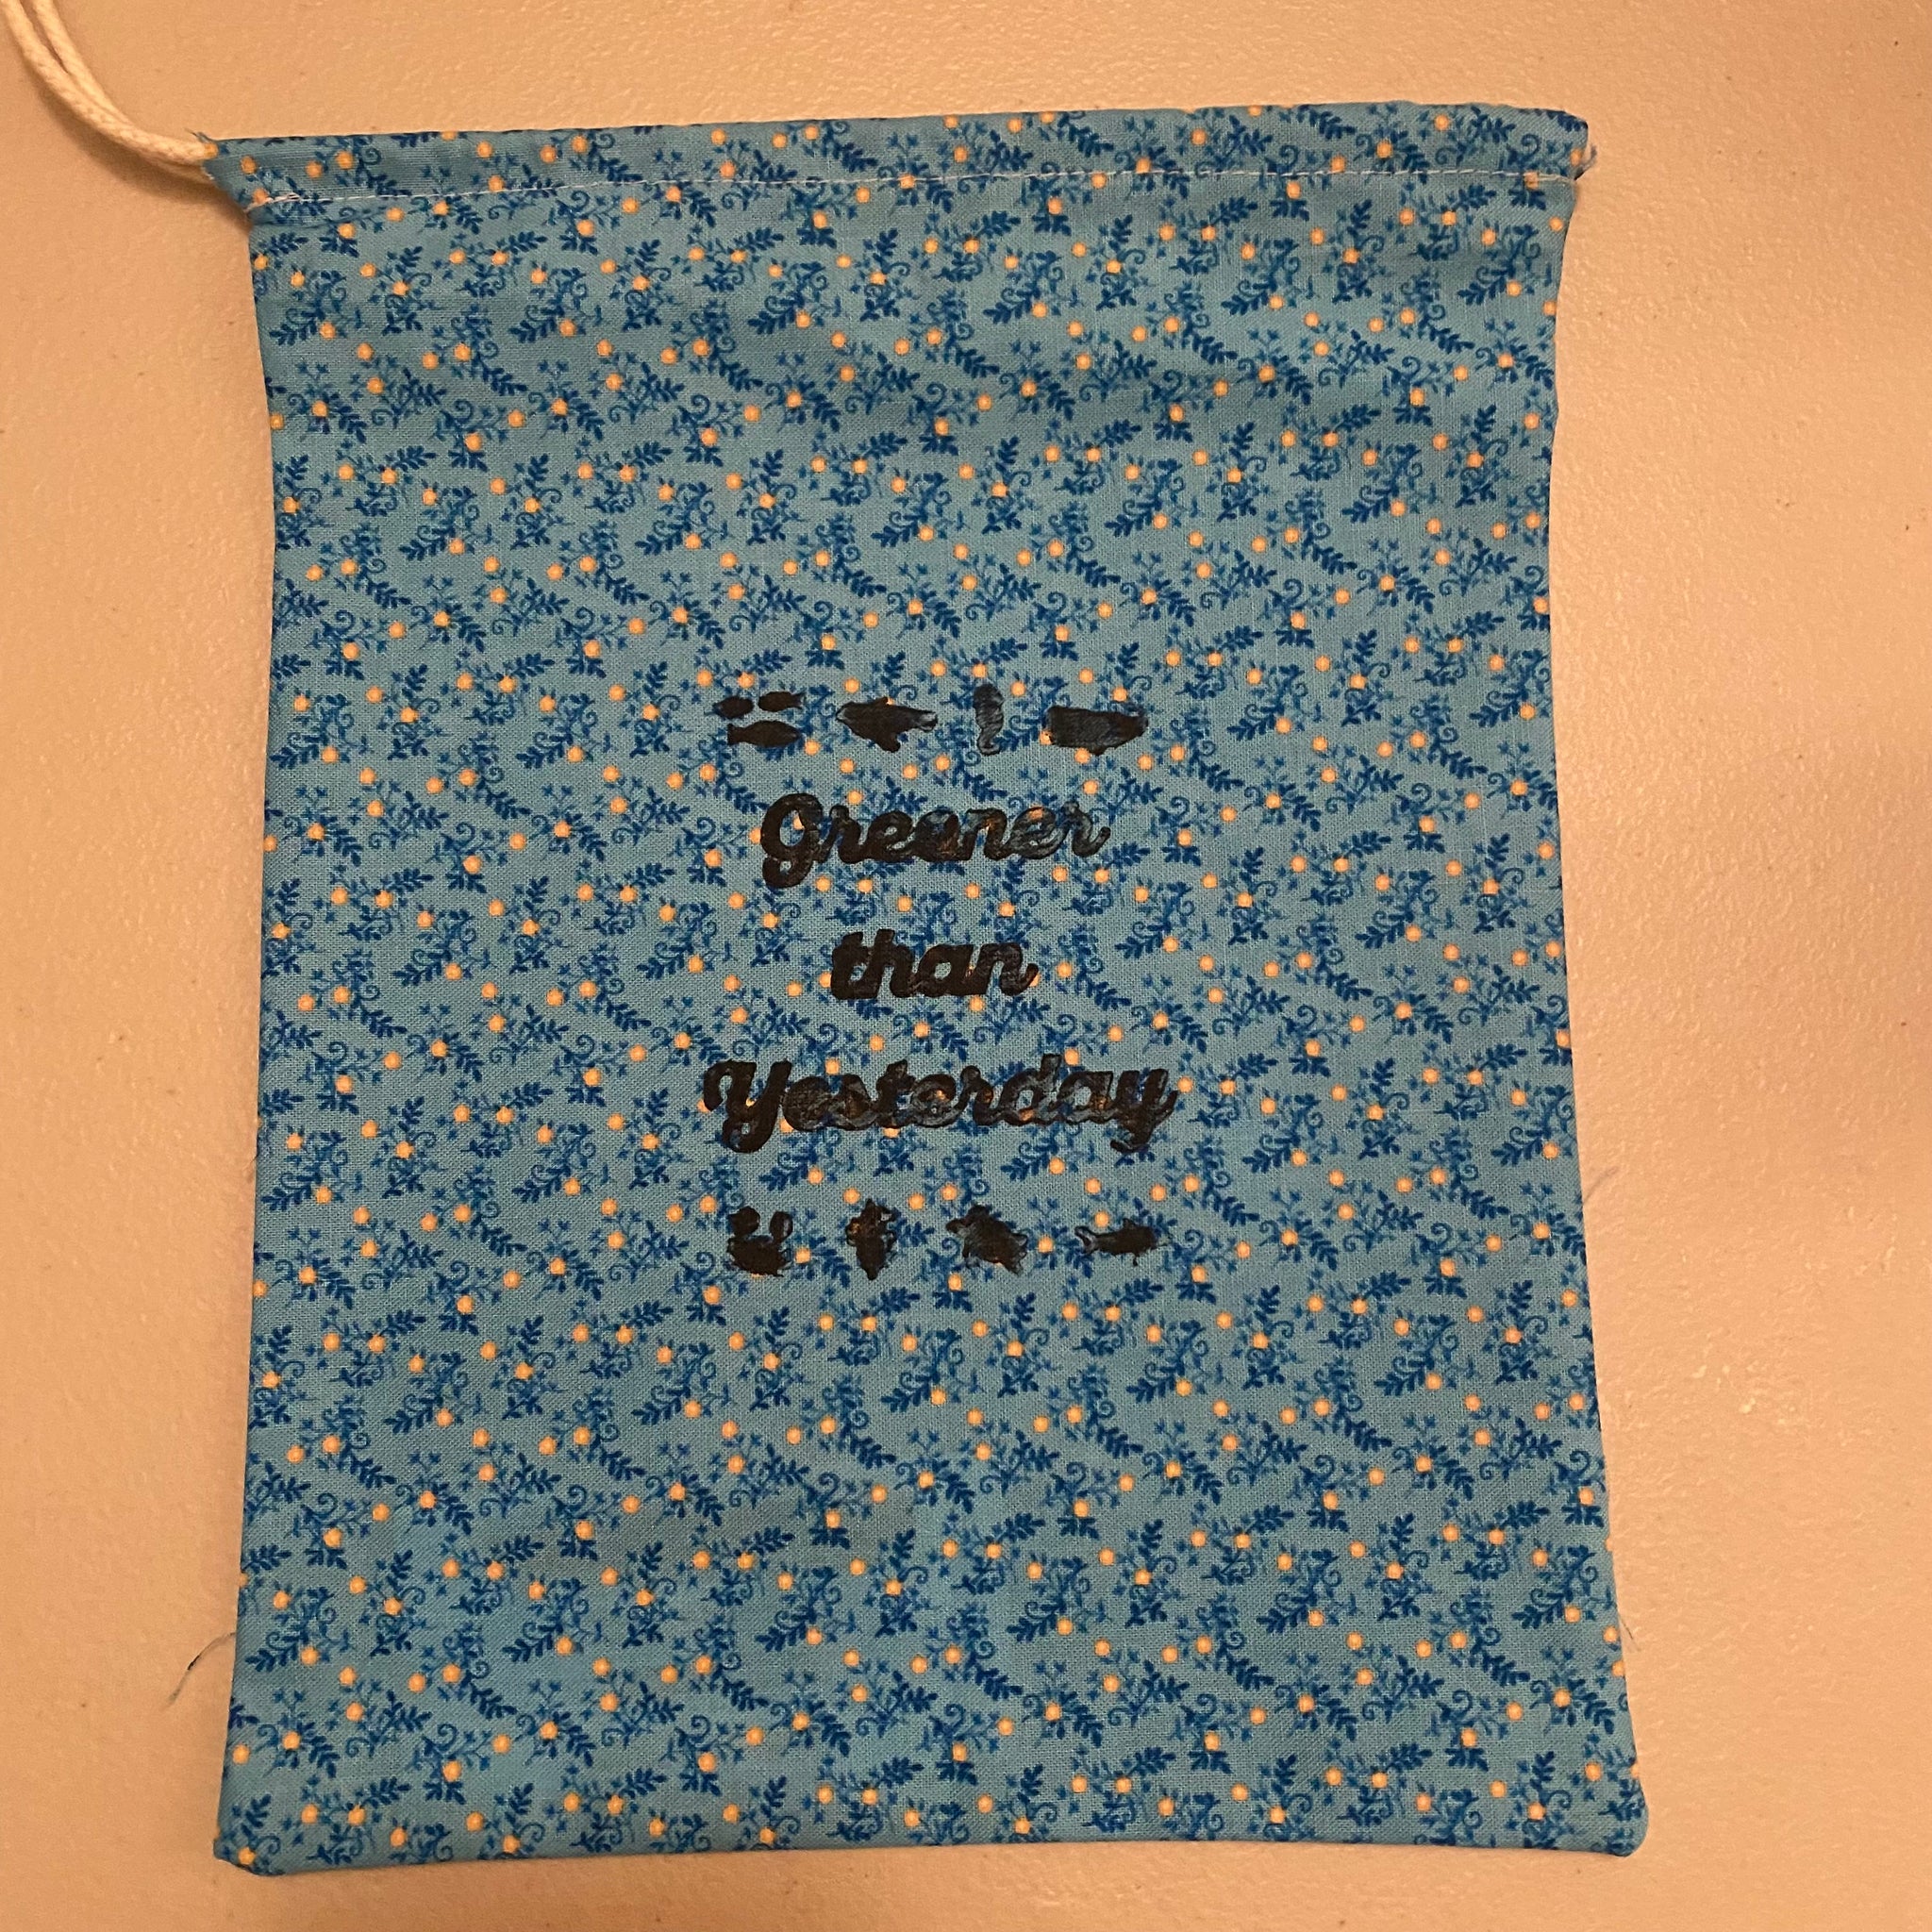 Greener
than
Yesterday